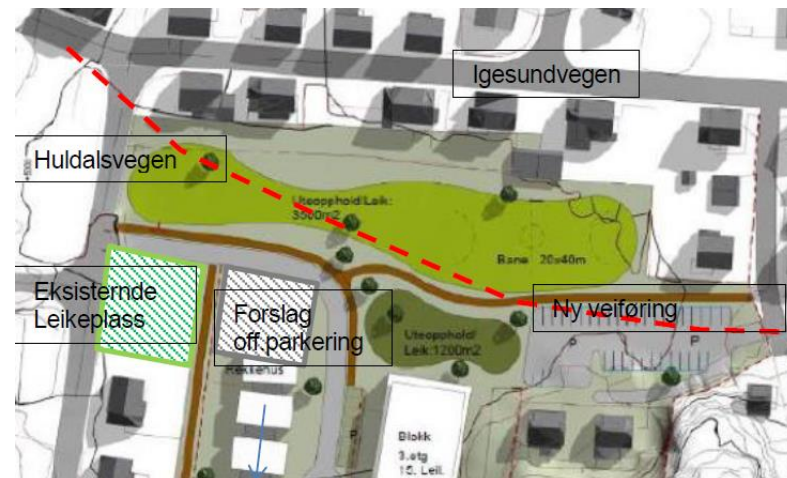 Igesundvegen
Huldalsvegen
Uteopphold/Leik:
3500m2
Bane 20x40m
Eksisternde
Leikeplass
Forslag
off parkering
Ny veiføring
Uteopphold/
Leik:1200m2
P
P
Rekkehus
P
Blokk
3.etg
15. Leil.